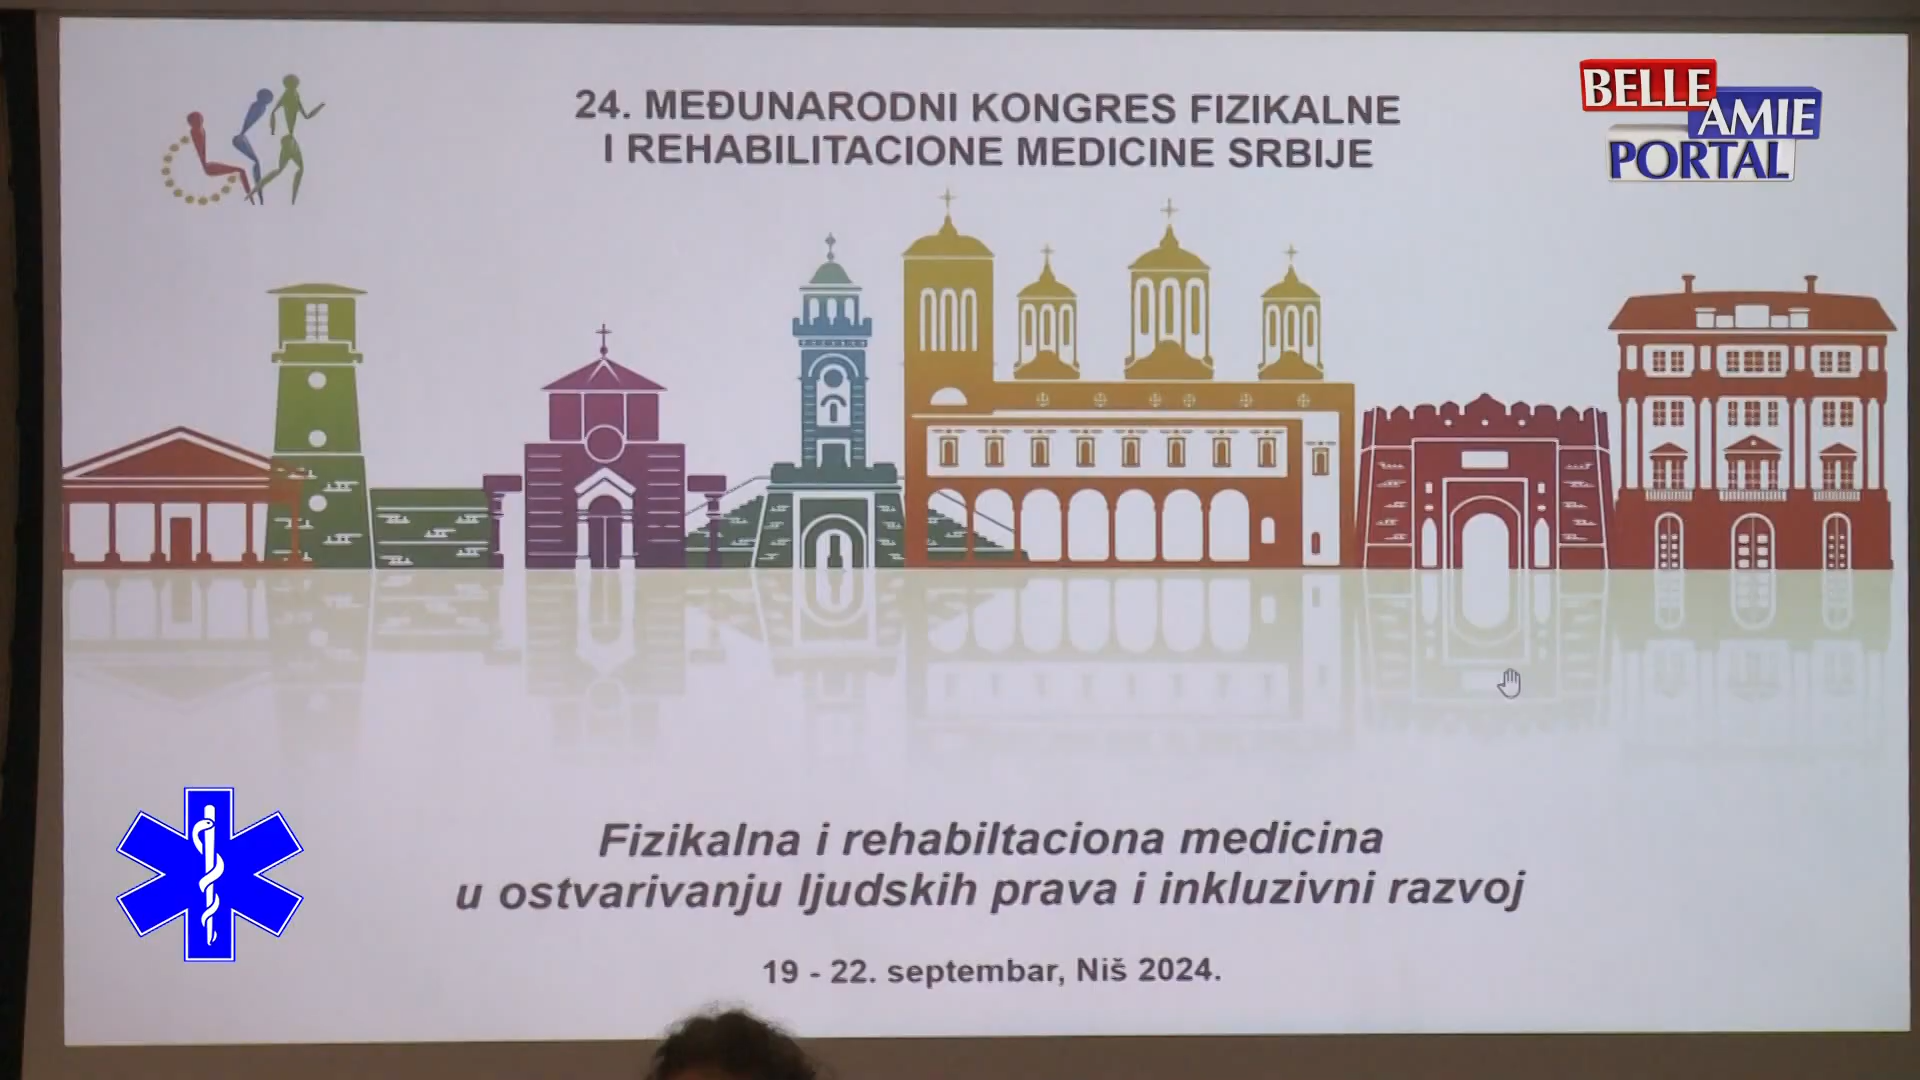 24. MEĐUNARODNI KONGRES FIZIKALNE
I REHABILITACIONE MEDICINE SRBIJE
BELLE
AMIE
PORTAL
Fizikalna i rehabiltaciona medicina
u ostvarivanju ljudskih prava i inkluzivni razvoj
19 - 22. septembar, Niš 2024.